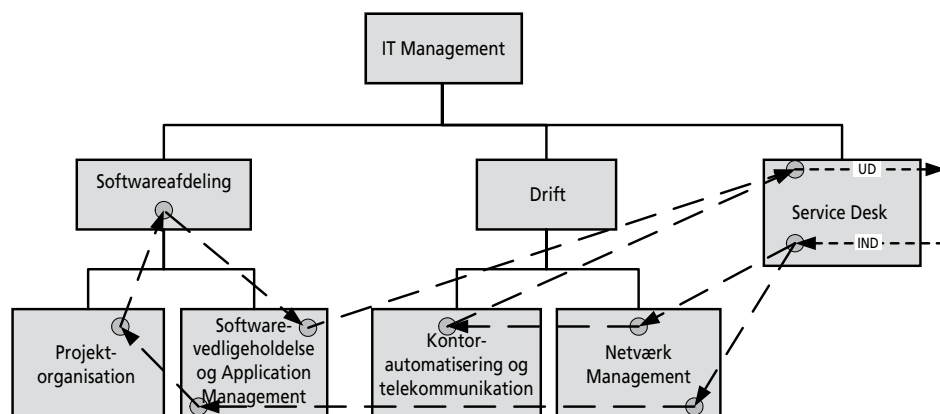 IT Management
Softwareafdeling
Drift
UD
Service Desk
IND
Projekt-
organisation
Software-
vedligeholdelse
og Application
Management
Kontor-
automatisering og
telekommunikation
Netværk
Management